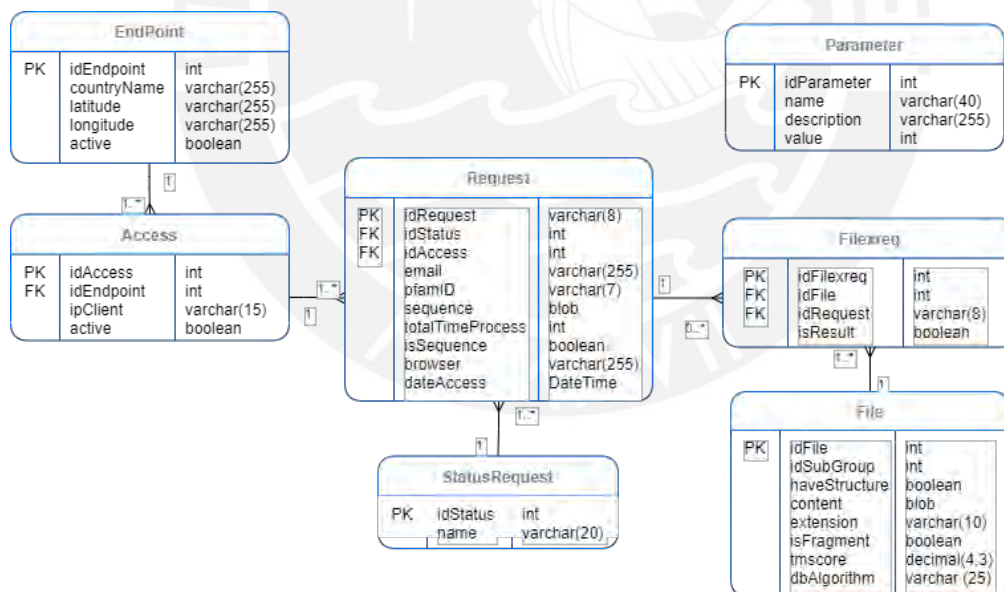 EndPoint
PK idEndpoint int
countryName varchar(255)
latitude varchar(255)
longitude varchar(255)
active boolean
Parameter
PK idParameter int
name varchar(40)
description varchar(255)
value int
1
1..*
Access
PK idAccess int
FK idEndpoint int
ipClient varchar(15)
active boolean
1..*
1
Request
PK idRequest varchar(8)
FK idStatus int
FK idAccess int
email varchar(255)
pfamID varchar(7)
sequence blob
totalTimeProcess int
isSequence boolean
browser varchar(255)
dateAccess DateTime
1
0..*
Filexreq
PK idFilexreq int
FK idFile int
FK idRequest varchar(8)
isResult boolean
1..*
1
1..*
1
StatusRequest
PK idStatus int
name varchar(20)
File
PK idFile int
idSubGroup int
haveStructure boolean
content blob
extension varchar(10)
isFragment boolean
tmscore decimal(4,3)
dbAlgorithm varchar (25)